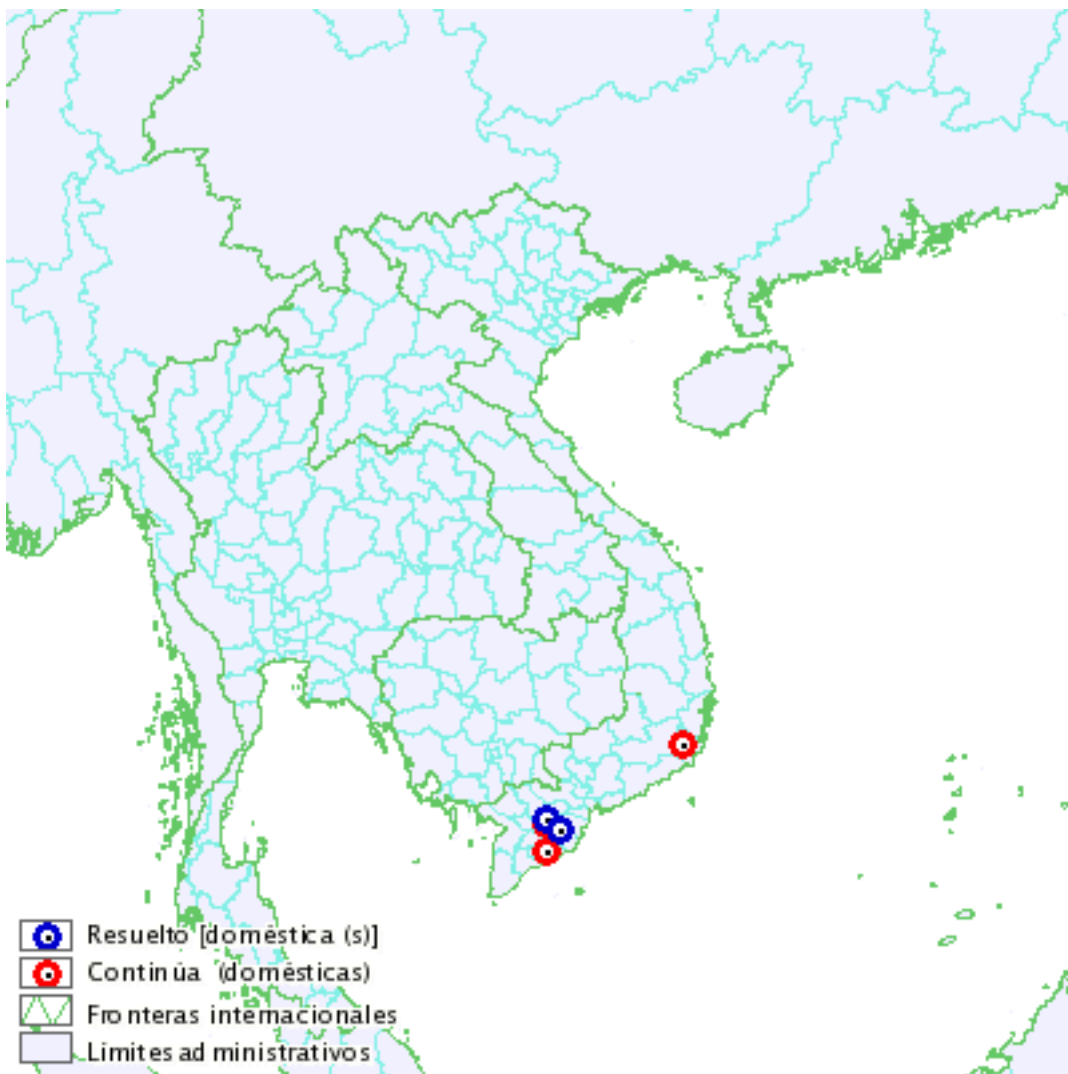 Resuelto [doméstica (s)]
Continúa (domésticas)
Fronteras internacionales
Límites administrativos